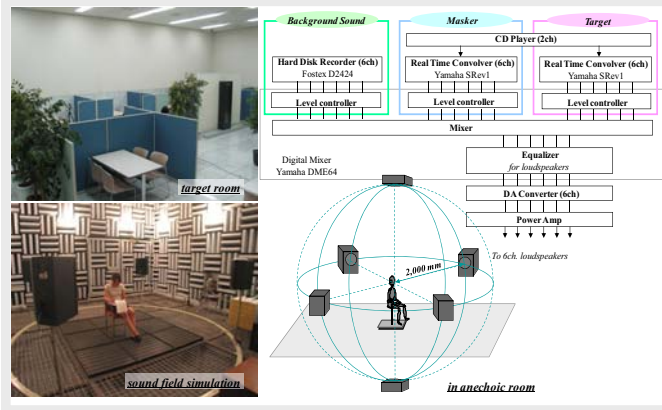 target room
sound field simulation
Background Sound
Masker
Target
CD Player (2ch)
Hard Disk Recorder (6ch)
Fostex D2424
Real Time Convolver (6ch)
Yamaha SRev1
Real Time Convolver (6ch)
Yamaha SRev1
Level controller
Level controller
Level controller
Mixer
Digital Mixer
Yamaha DME64
Equalizer
for loudspeakers
DA Converter (6ch)
Power Amp
To 6ch. loudspeakers
2,000 mm
in anechoic room